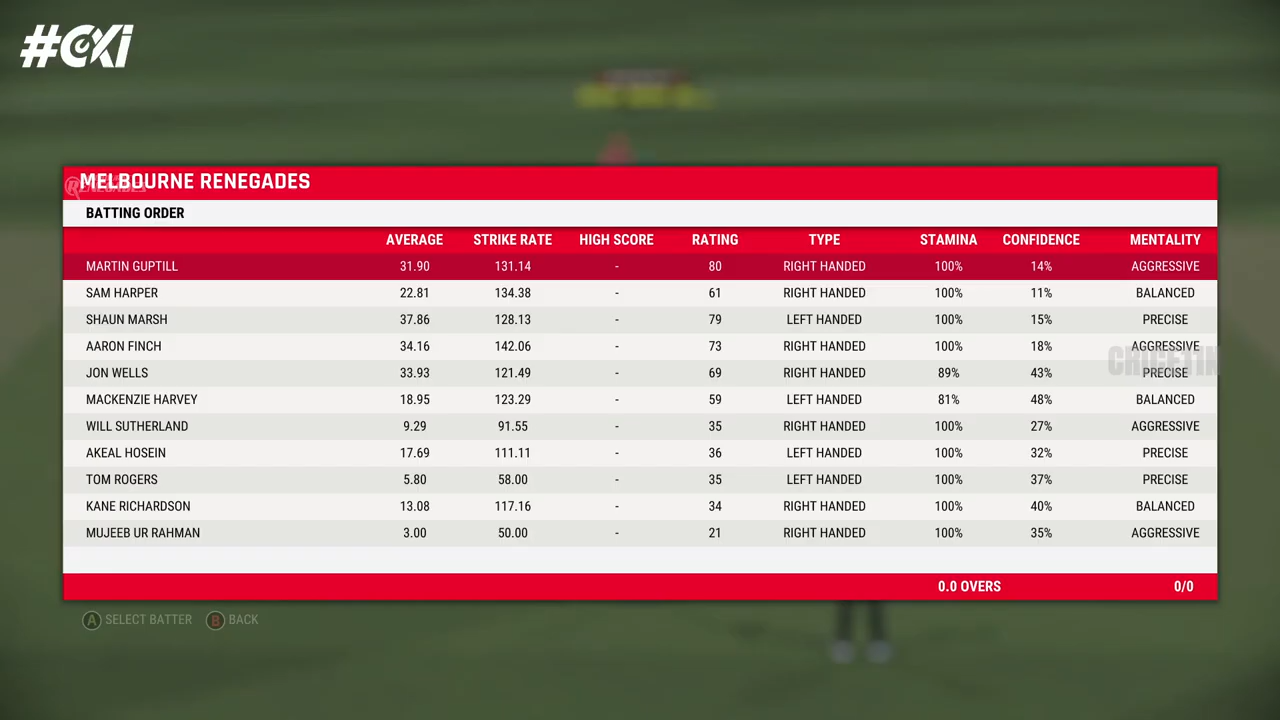 #CXI
MELBOURNE RENEGADES
RENEGADES
BATTING ORDER
AVERAGE STRIKE RATE HIGH SCORE RATING TYPE STAMINA CONFIDENCE MENTALITY
MARTIN GUPTILL 31.90 131.14 - 80 RIGHT HANDED 100% 14% AGGRESSIVE
SAM HARPER 22.81 134.38 - 61 RIGHT HANDED 100% 11% BALANCED
SHAUN MARSH 37.86 128.13 - 79 LEFT HANDED 100% 15% PRECISE
AARON FINCH 34.16 142.06 - 73 RIGHT HANDED 100% 18% AGGRESSIVE
JON WELLS 33.93 121.49 - 69 RIGHT HANDED 89% 43% PRECISE
MACKENZIE HARVEY 18.95 123.29 - 59 LEFT HANDED 81% 48% BALANCED
WILL SUTHERLAND 9.29 91.55 - 35 RIGHT HANDED 100% 27% AGGRESSIVE
AKEAL HOSEIN 17.69 111.11 - 36 LEFT HANDED 100% 32% PRECISE
TOM ROGERS 5.80 58.00 - 35 LEFT HANDED 100% 37% PRECISE
KANE RICHARDSON 13.08 117.16 - 34 RIGHT HANDED 100% 40% BALANCED
MUJEEB UR RAHMAN 3.00 50.00 - 21 RIGHT HANDED 100% 35% AGGRESSIVE
0.0 OVERS 0/0
A SELECT BATTER B BACK